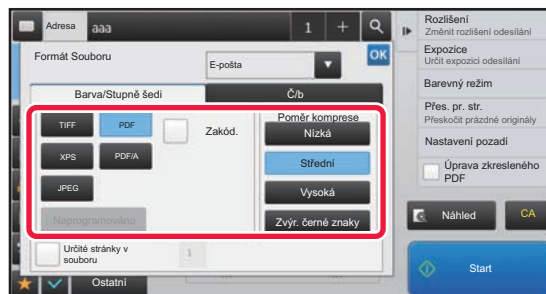 Adresa
aaa
1
Formát Souboru
E-pošta
OK
Barva/Stupně šedi
Č/b
TIFF
PDF
Zakód.
XPS
PDF/A
JPEG
Naprogramováno
Poměr komprese
Nízká
Střední
Vysoká
Zvýr. černé znaky
Určité stránky v
souboru
1
Ostatní
Rozlišení
Změnit rozlišení odesílání
Expozice
Určit expozici odesílání
Barevný režim
Přes. pr. str.
Přeskočit prázdné originály
Nastavení pozadí
Úprava zkresleného
PDF
Náhled
CA
Start